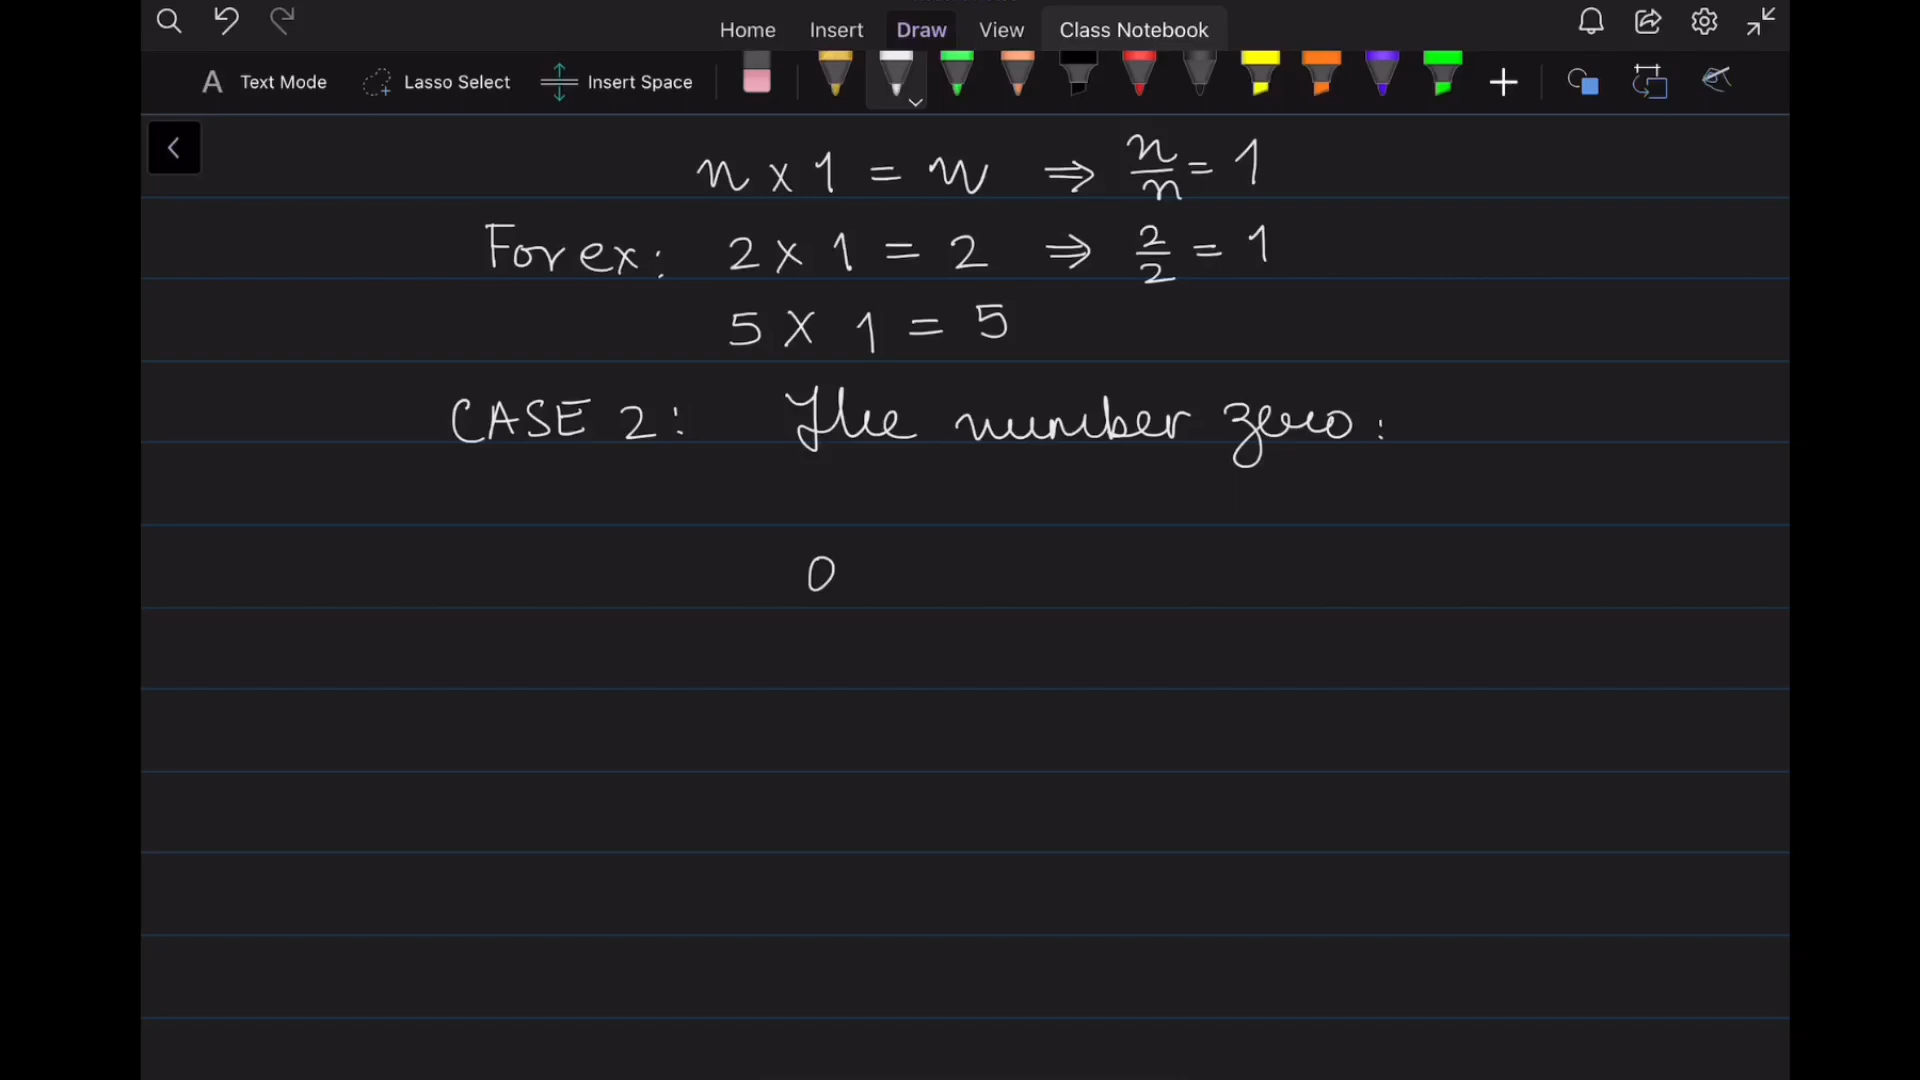 Home Insert Draw View Class Notebook
A Text Mode Lasso Select Insert Space
n x 1 = n ⇒ n/n = 1
For ex: 2 x 1 = 2 ⇒ 2/2 = 1
5 X 1 = 5
CASE 2: The number zero:
0